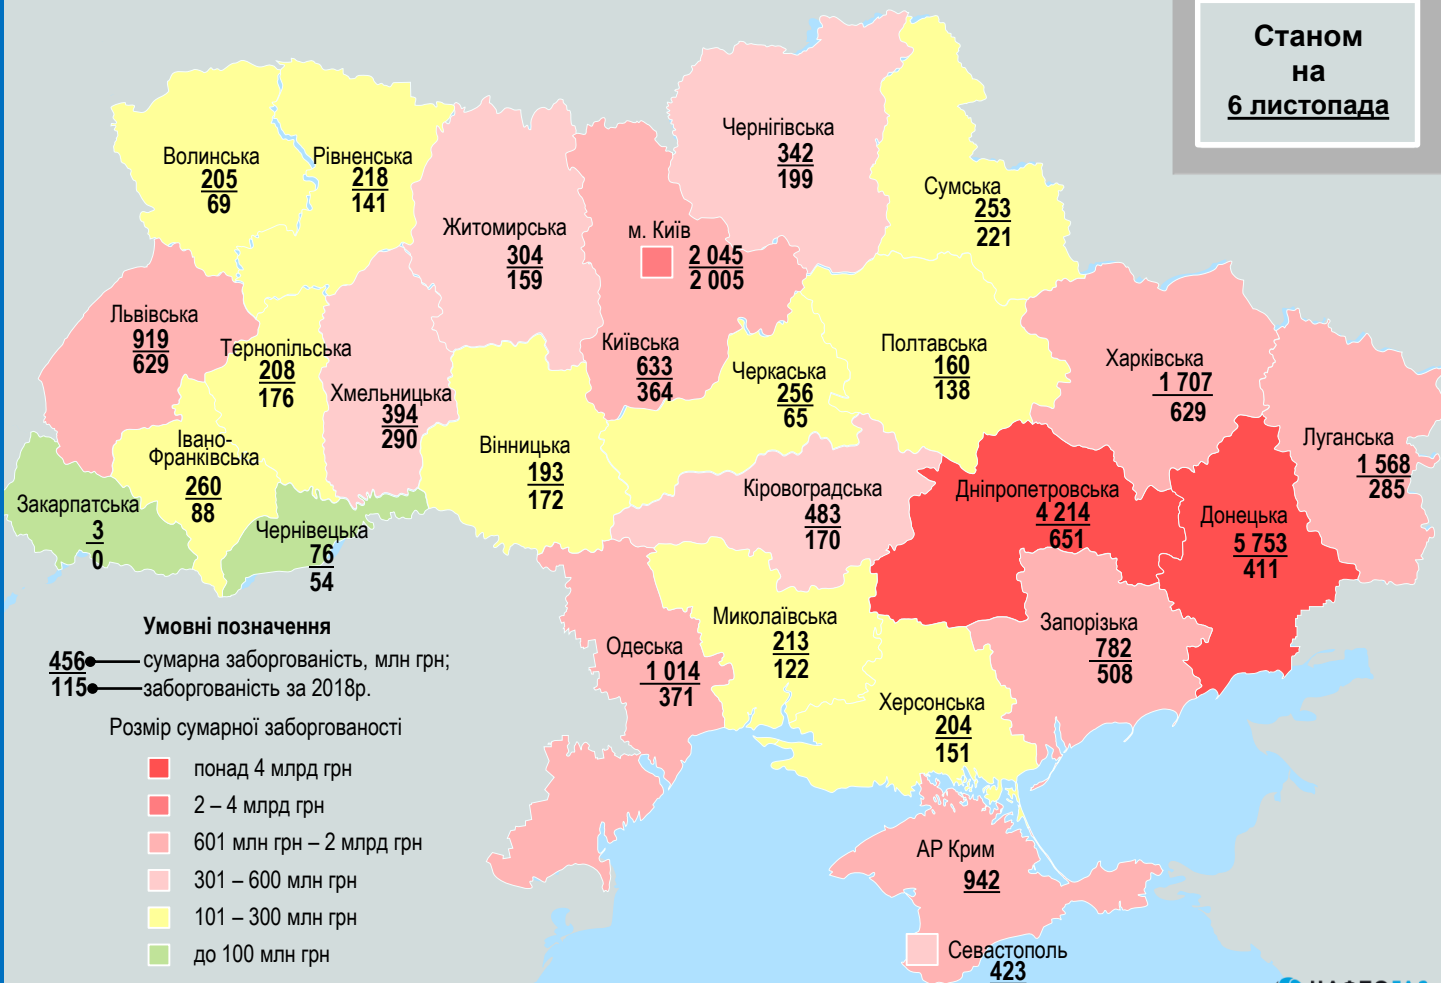 Станом
на
6 листопада
Чернігівська
342
199
Волинська
205
69
Рівненська
218
141
Сумська
253
221
Житомирська
304
159
м. Київ
2 045
2 005
Львівська
919
629
Тернопільська
208
176
Хмельницька
394
290
Київська
633
364
Черкаська
256
65
Полтавська
160
138
Харківська
1 707
629
Луганська
1 568
285
Івано-
Франківська
260
88
Вінницька
193
172
Кіровоградська
483
170
Дніпропетровська
4 214
651
Донецька
5 753
411
Закарпатська
3
0
Чернівецька
76
54
Миколаївська
213
122
Запорізька
782
508
Одеська
1 014
371
Херсонська
204
151
АР Крим
942
Севастополь
423
Умовні позначення
456 сумарна заборгованість, млн грн;
115 заборгованість за 2018р.
Розмір сумарної заборгованості
понад 4 млрд грн
2 – 4 млрд грн
601 млн грн – 2 млрд грн
301 – 600 млн грн
101 – 300 млн грн
до 100 млн грн
НАФТОГАЗ